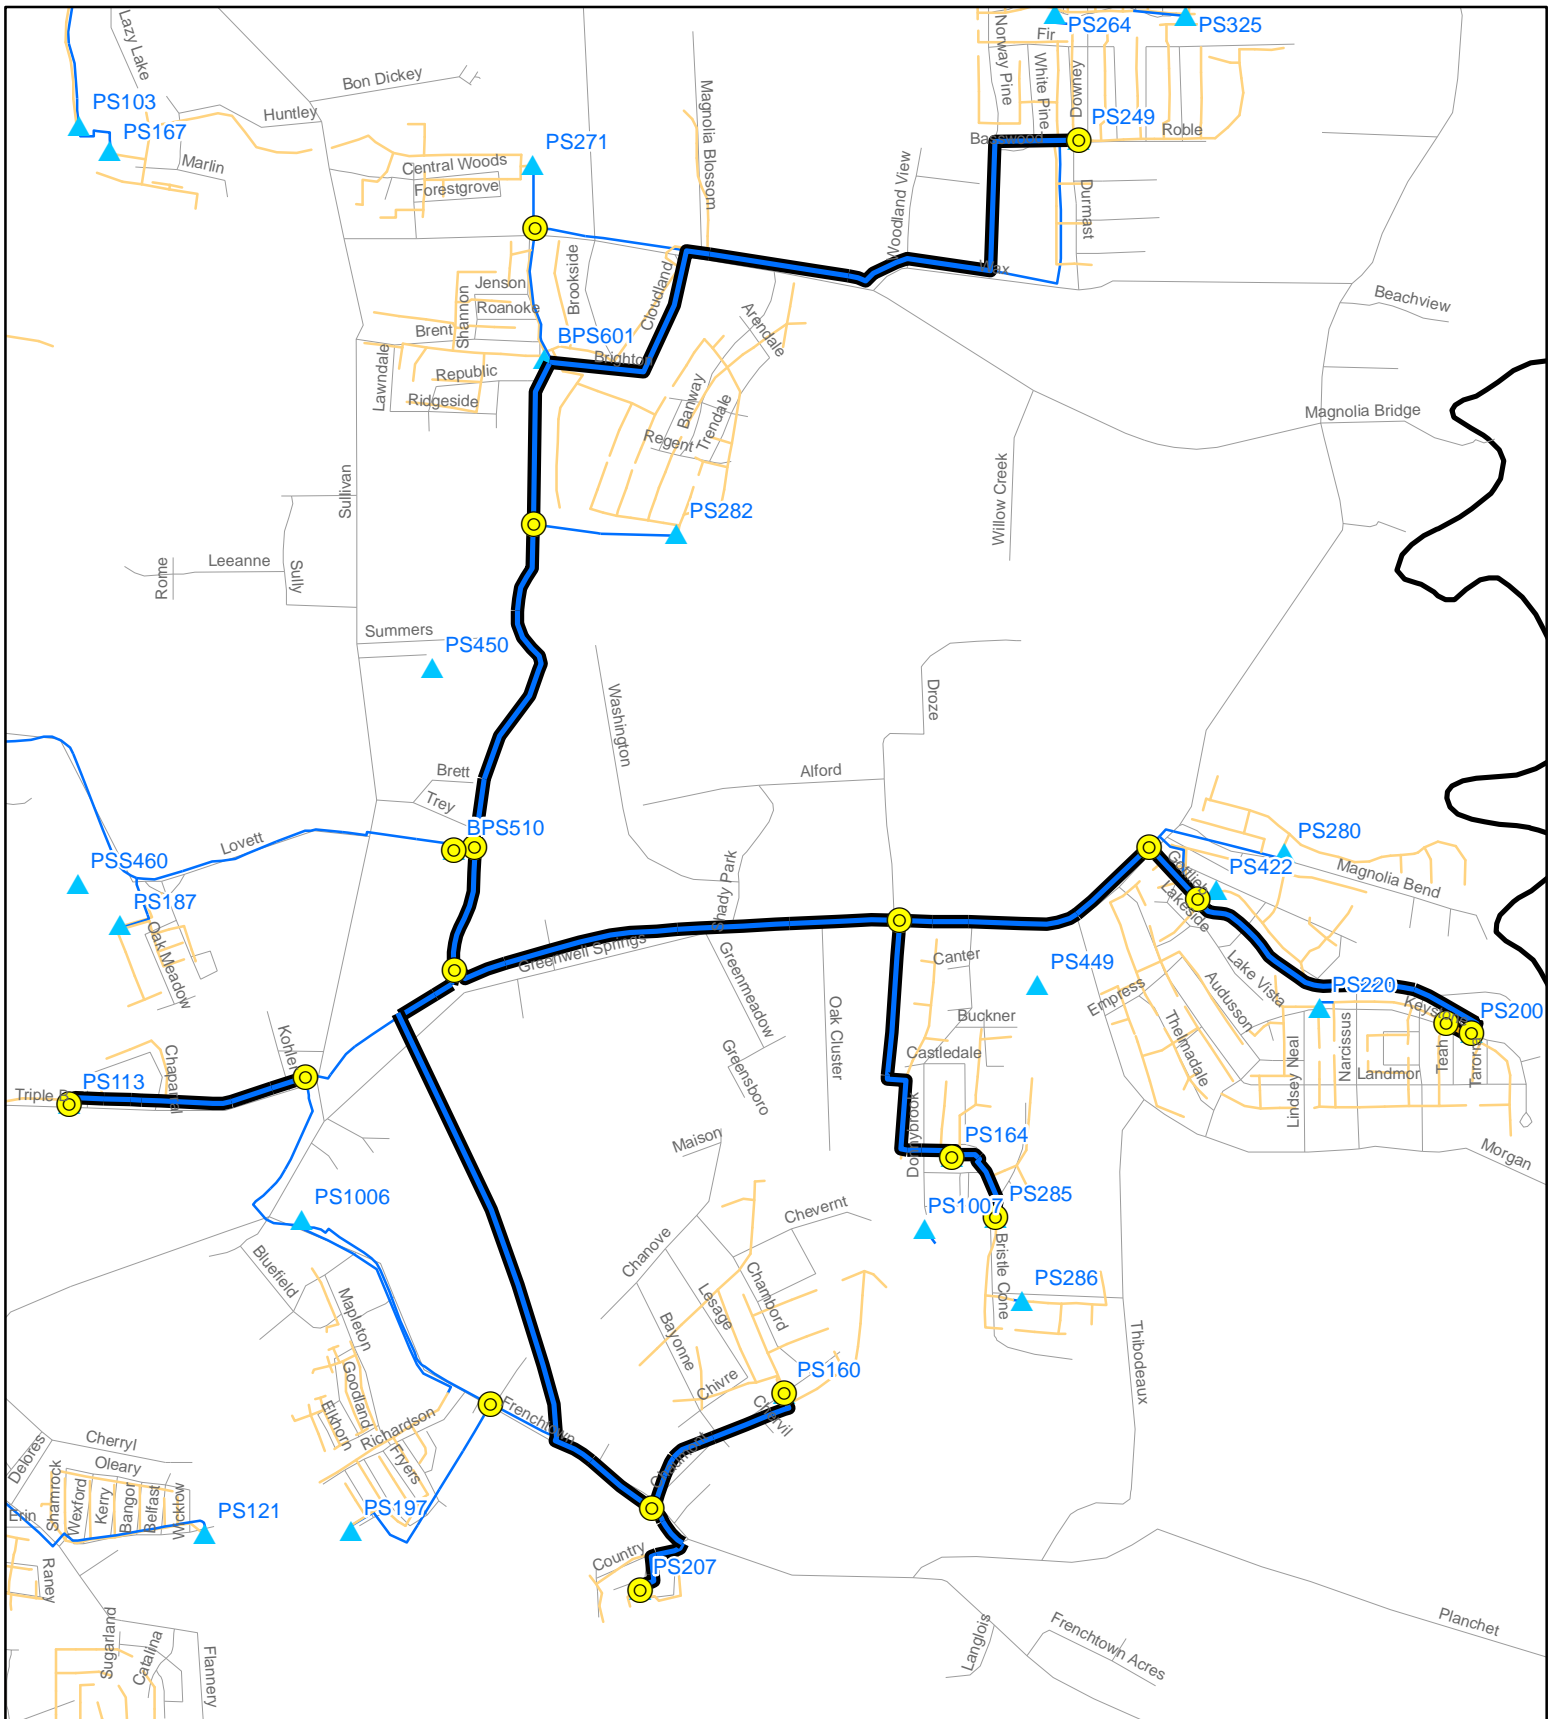 PS264
PS325
Lazy Lake
Norway Pine
Fir
White Pine
Downey
Bon Dickey
Magnolia Blossom
PS103
Huntley
PS249
PS167
Roble
Basswood
PS271
Marlin
Central Woods
Forestgrove
Woodland View
Durmast
Brookside
Cloudland
Wax
Jenson
Shannon
Roanoke
Beachview
Brent
BPS601
Arendale
Brighton
Lawndale
Republic
Ridgeside
Banway
Trendale
Magnolia Bridge
Regent
Sullivan
Willow Creek
PS282
Leeanne
Rome
Sully
Summers
PS450
Washington
Droze
Brett
Alford
Trey
BPS510
PS280
Lovett
PSS460
Gottlieb
PS422
Magnolia Bend
Lakeside
PS187
Shady Park
Oak Meadow
Greenwell Springs
Canter
PS449
Lake Vista
Greenmeadow
Empress
Audusson
PS220
PS200
Keystone
Oak Cluster
Buckner
Thelmadale
Kohler
Lindsey Neal
Nardissus
Teah
Castledale
Landmor
Chaparral
PS113
Greensboro
Triple B
Donnybrook
Maison
PS164
Morgan
PS1006
PS285
PS1007
Chevernt
Chanove
Bluefield
Bristle Cone
Chambord
PS286
Lesage
Mapleton
Bayonne
Thibodeaux
PS160
Goodland
Chivre
Elkhorn
Frenchtown
Chervil
Richardson
Cherryl
Delores
Oleary
Fryers
Chaumont
Shamrock
Wexford
Kerry
Bangor
Belfast
Wicklow
PS121
PS197
Erin
Country
PS207
Raney
Sugarland
Catalina
Flannery
Langlois
Frenchtown Acres
Planchet